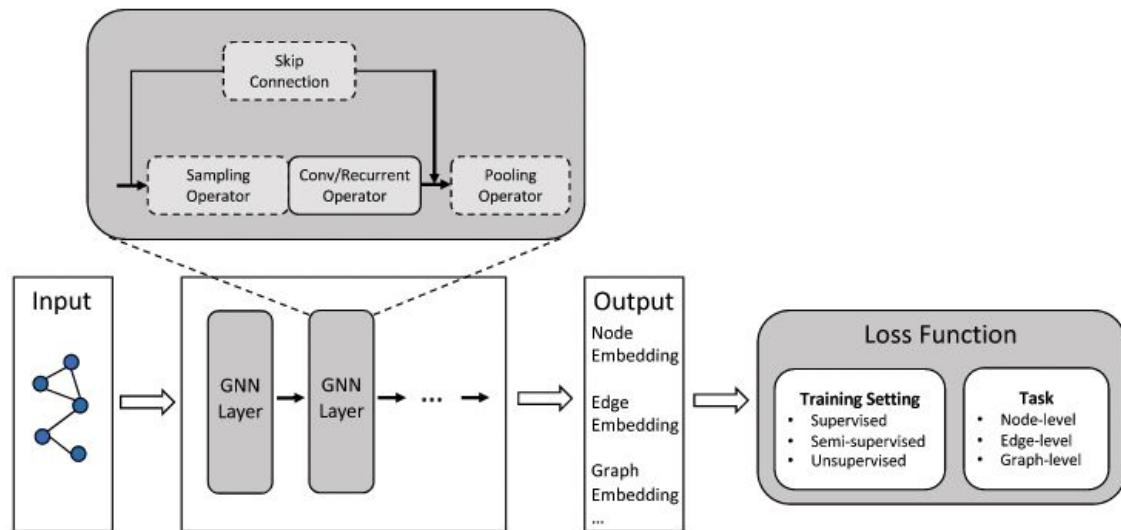 Skip
Connection
Sampling
Operator
Conv/Recurrent
Operator
Pooling
Operator
Input
GNN
Layer
GNN
Layer
...
Output
Node
Embedding
Edge
Embedding
Graph
Embedding
...
Loss Function
Training Setting
• Supervised
• Semi-supervised
• Unsupervised
Task
• Node-level
• Edge-level
• Graph-level